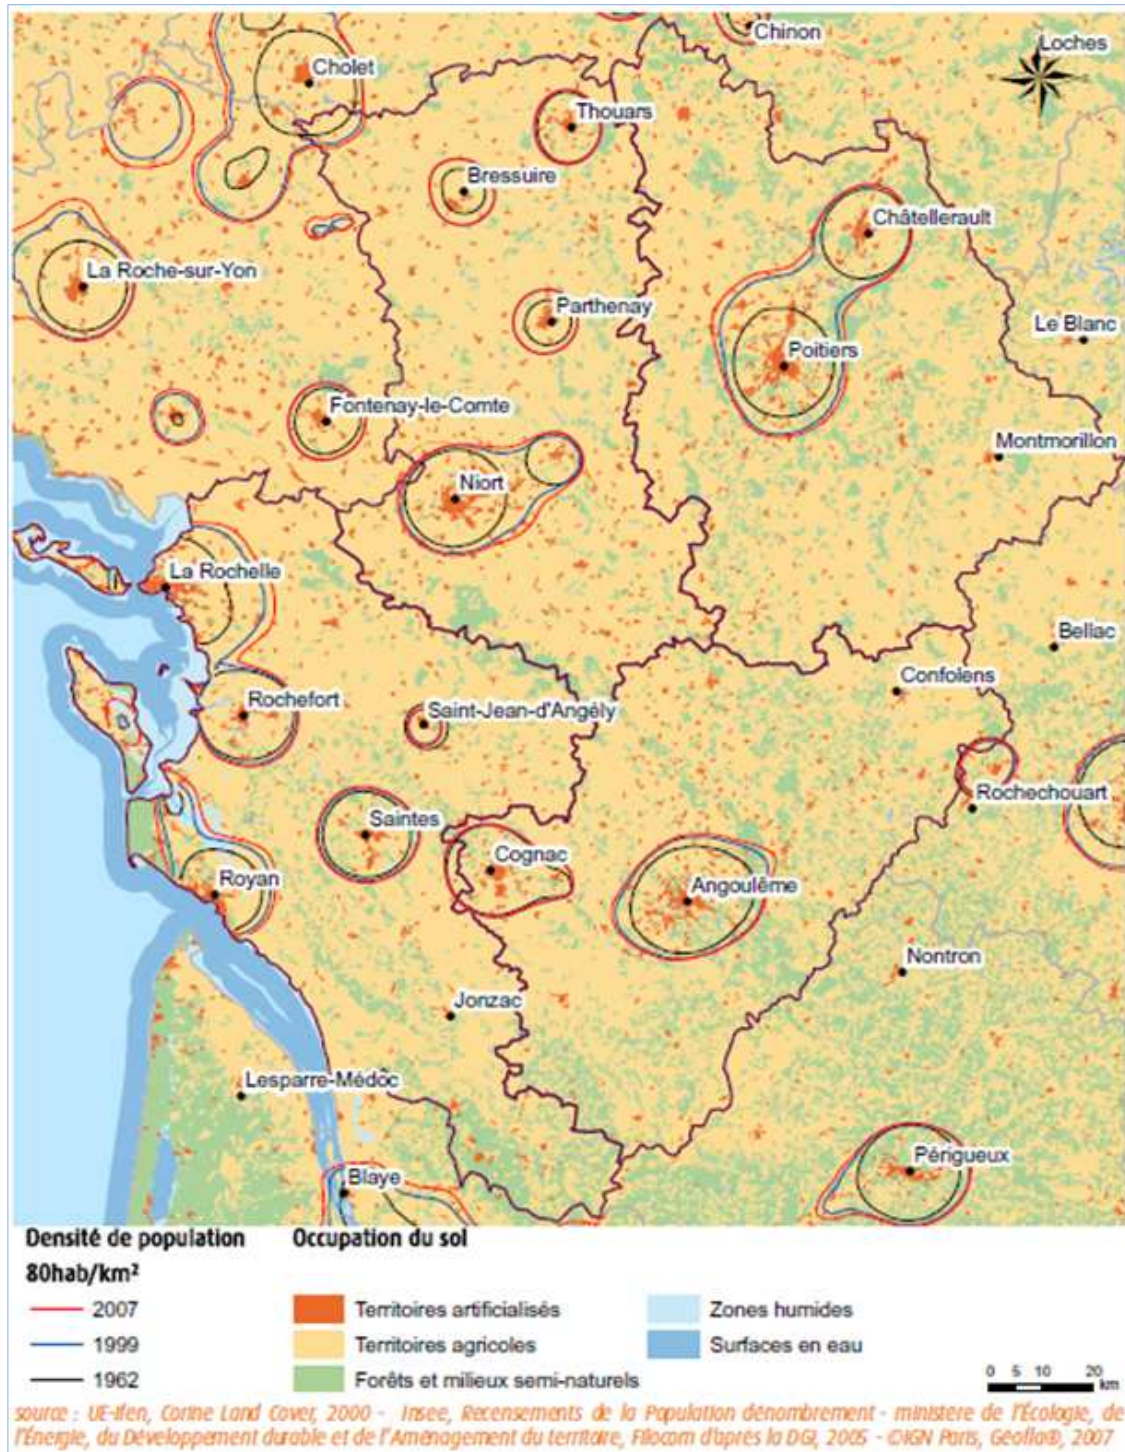 Chinon
Loches
Cholet
Thouars
Bressuire
Châtellerault
La Roche-sur-Yon
Parthenay
Le Blanc
Poitiers
Fontenay-le-Comte
Montmorillon
Niort
La Rochelle
Bellac
Confolens
Rochefort
Saint-Jean-d'Angély
Rochechouart
Saintes
Cognac
Royan
Angoulême
Nontron
Jonzac
Lesparre-Médoc
Périgueux
Blaye
Densité de population
80hab/km²
2007
1999
1962
Occupation du sol
Territoires artificialisés
Territoires agricoles
Forêts et milieux semi-naturels
Zones humides
Surfaces en eau
0 5 10 20
km
source : UE-Ifen, Corine Land Cover, 2000 - Insee, Recensements de la Population dénombrement - ministère de l'Écologie, de
l'Énergie, du Développement durable et de l'Aménagement du territoire, Filocom d'après la DGI, 2005 - ©IGN Paris, Géofla®, 2007